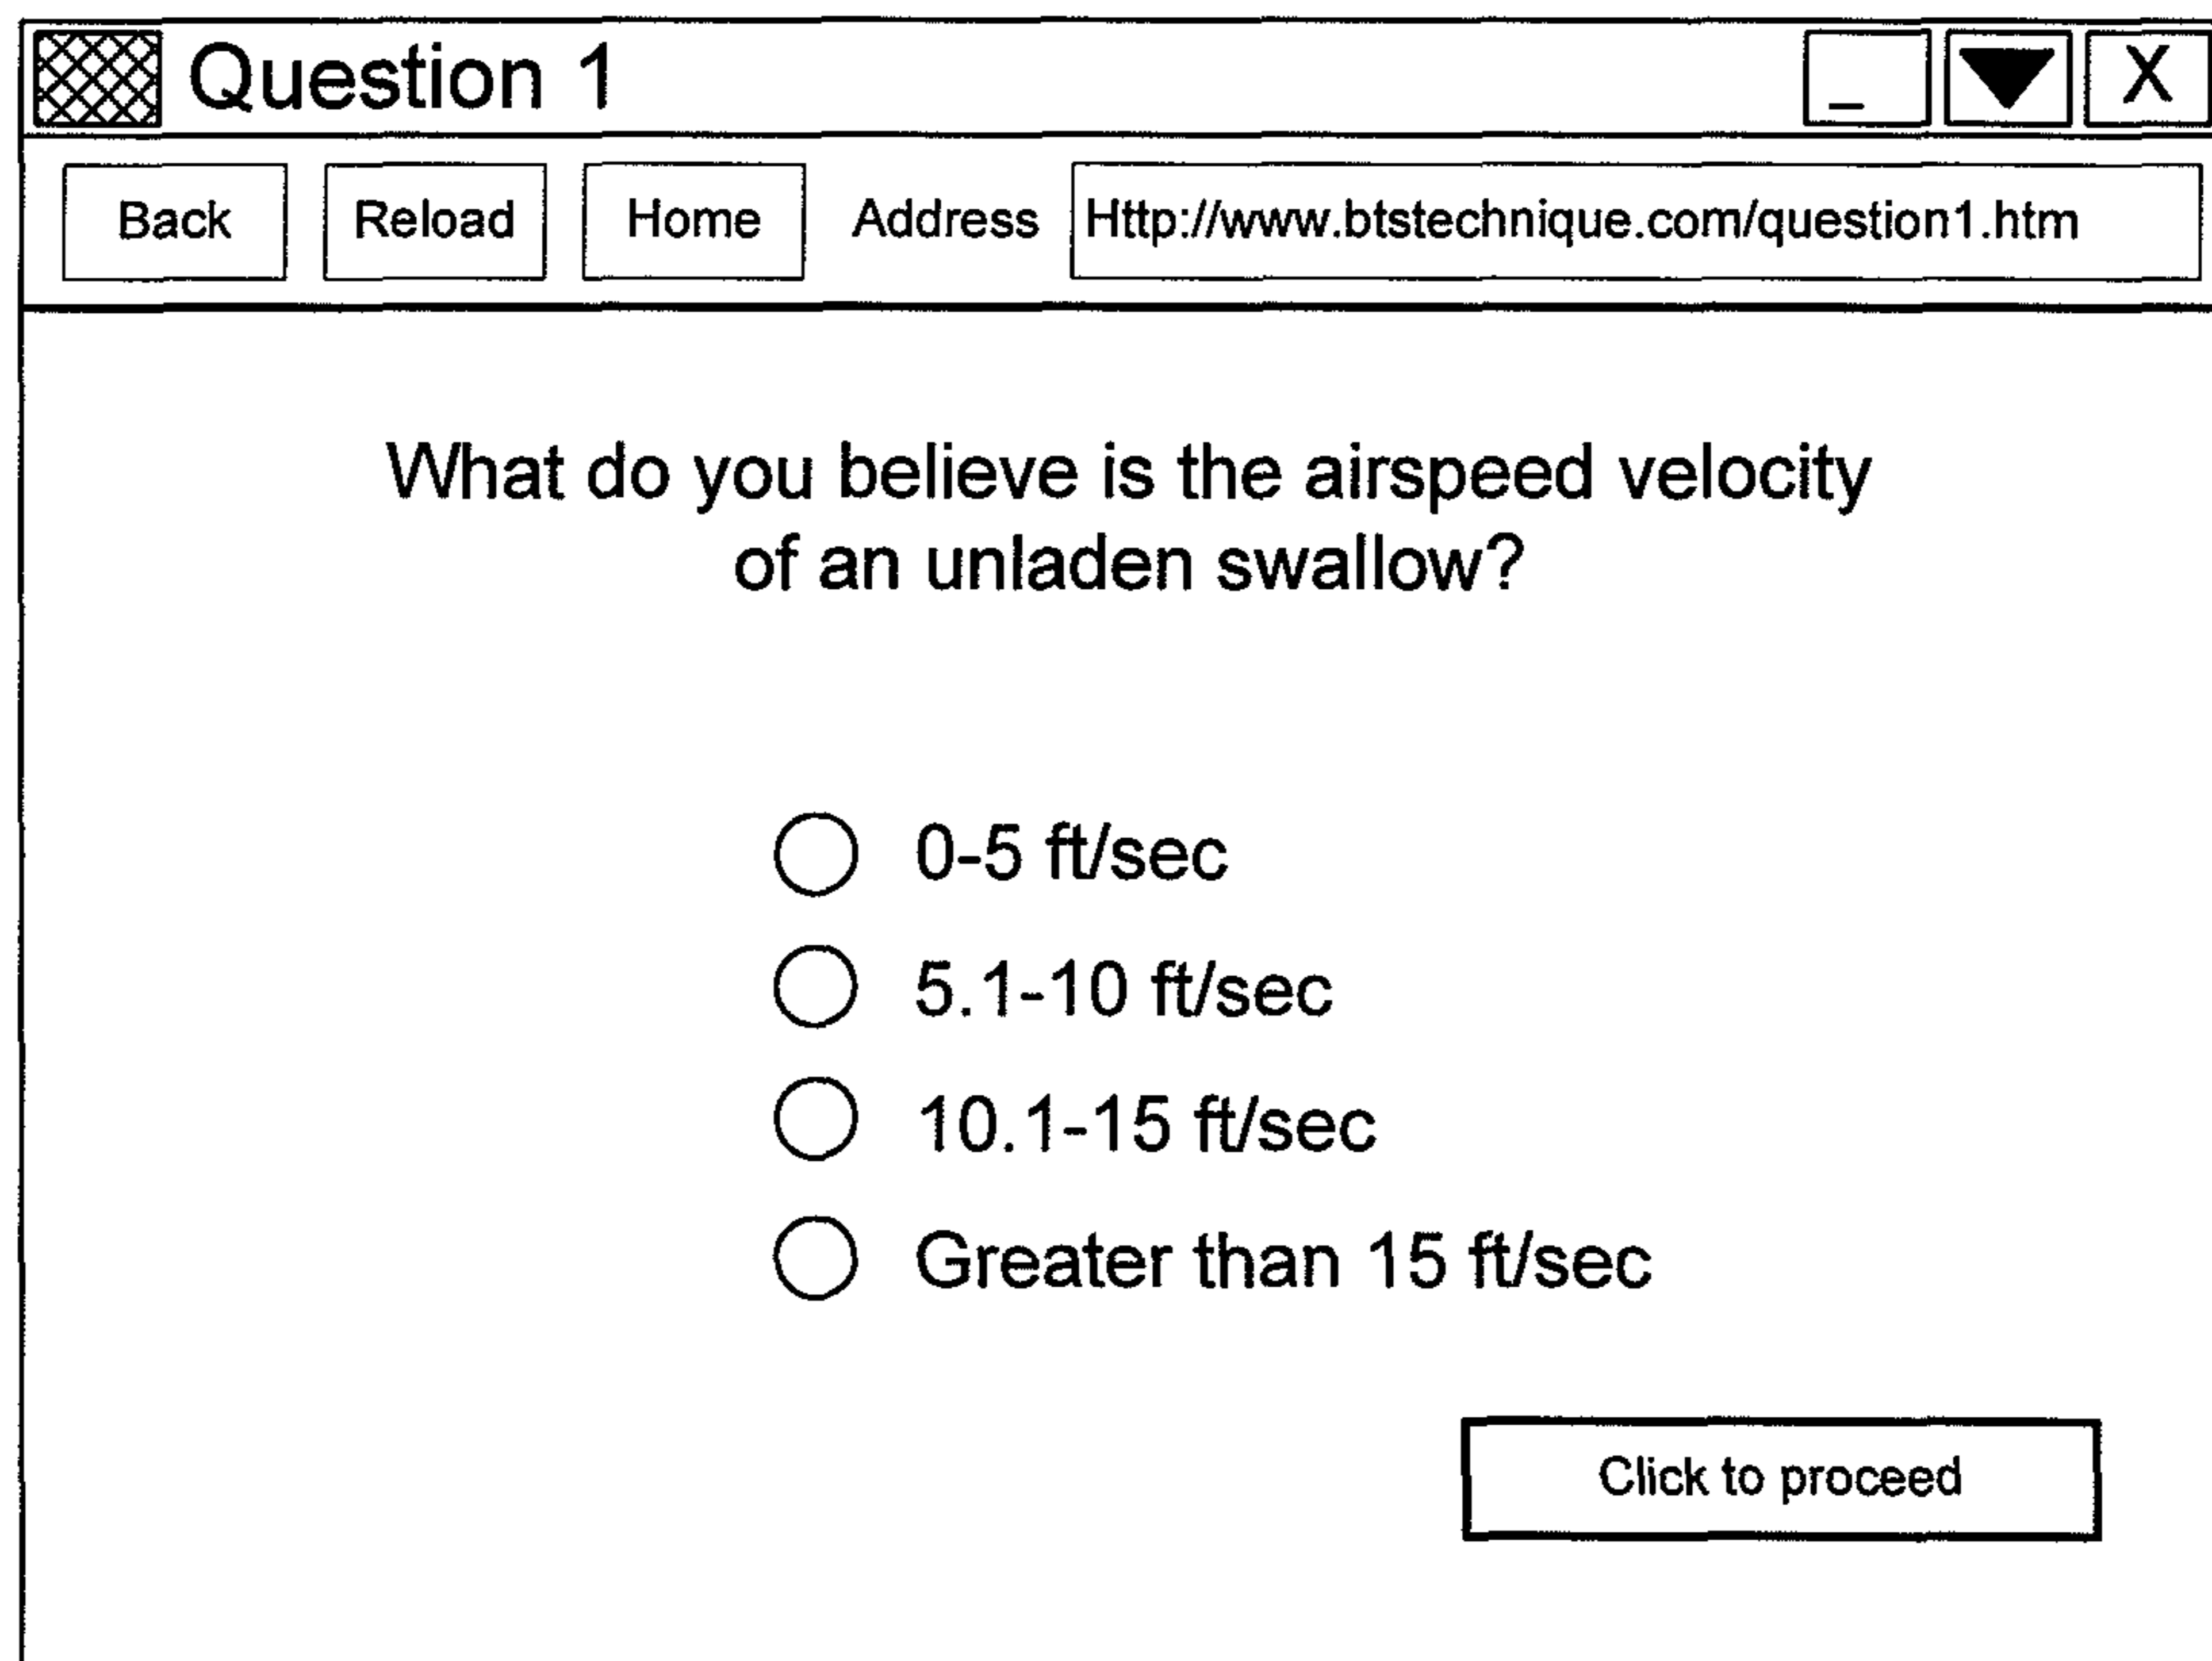 Question 1
_ X
Back Reload Home Address Http://www.btstechnique.com/question1.htm
What do you believe is the airspeed velocity
of an unladen swallow?
0-5 ft/sec
5.1-10 ft/sec
10.1-15 ft/sec
Greater than 15 ft/sec
Click to proceed